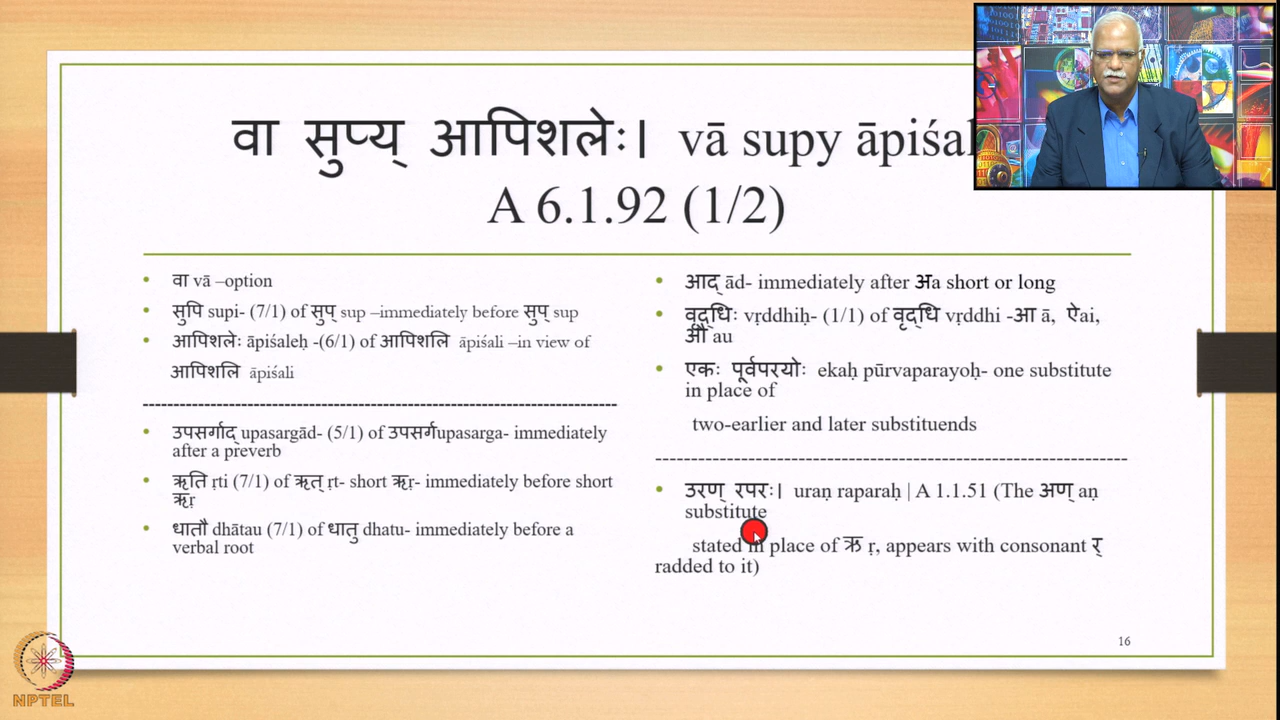 वा सुप्य् आपिशलेः। vā supy āpiśal
A 6.1.92 (1/2)
• वा vā –option
• सुपि supi- (7/1) of सुप् sup –immediately before सुप् sup
• आपिशलेः āpiśaleḥ -(6/1) of आपिशलि āpiśali –in view of
आपिशलि āpiśali
• उपसर्गाद् upasargād- (5/1) of उपसर्गupasarga- immediately
after a preverb
• ऋति ṛti (7/1) of ऋत् ṛt- short ऋṛ- immediately before short
ऋṛ
• धातौ dhātau (7/1) of धातु dhatu- immediately before a
verbal root
• आद् ād- immediately after अa short or long
• वृद्धिः vṛddhiḥ- (1/1) of वृद्धि vṛddhi -आ ā, ऐai,
औ au
• एकः पूर्वपरयोः ekaḥ pūrvaparayoḥ- one substitute
in place of
two-earlier and later substituends
• उरण् रपरः। uraṇ raparaḥ | A 1.1.51 (The अण् aṇ
substitute
stated in place of ऋ ṛ, appears with consonant र्
radded to it)
16
NPTEL